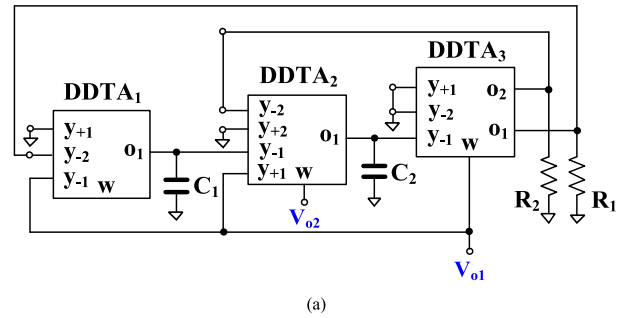 DDTA₁
y₊₁
y₋₂
y₋₁
w
o₁
C₁
DDTA₂
y₋₂
y₊₂
y₋₁
y₊₁
w
o₁
Vₒ₂
C₂
DDTA₃
y₊₁
y₋₂
y₋₁
w
o₂
o₁
R₂
R₁
Vₒ₁
(a)